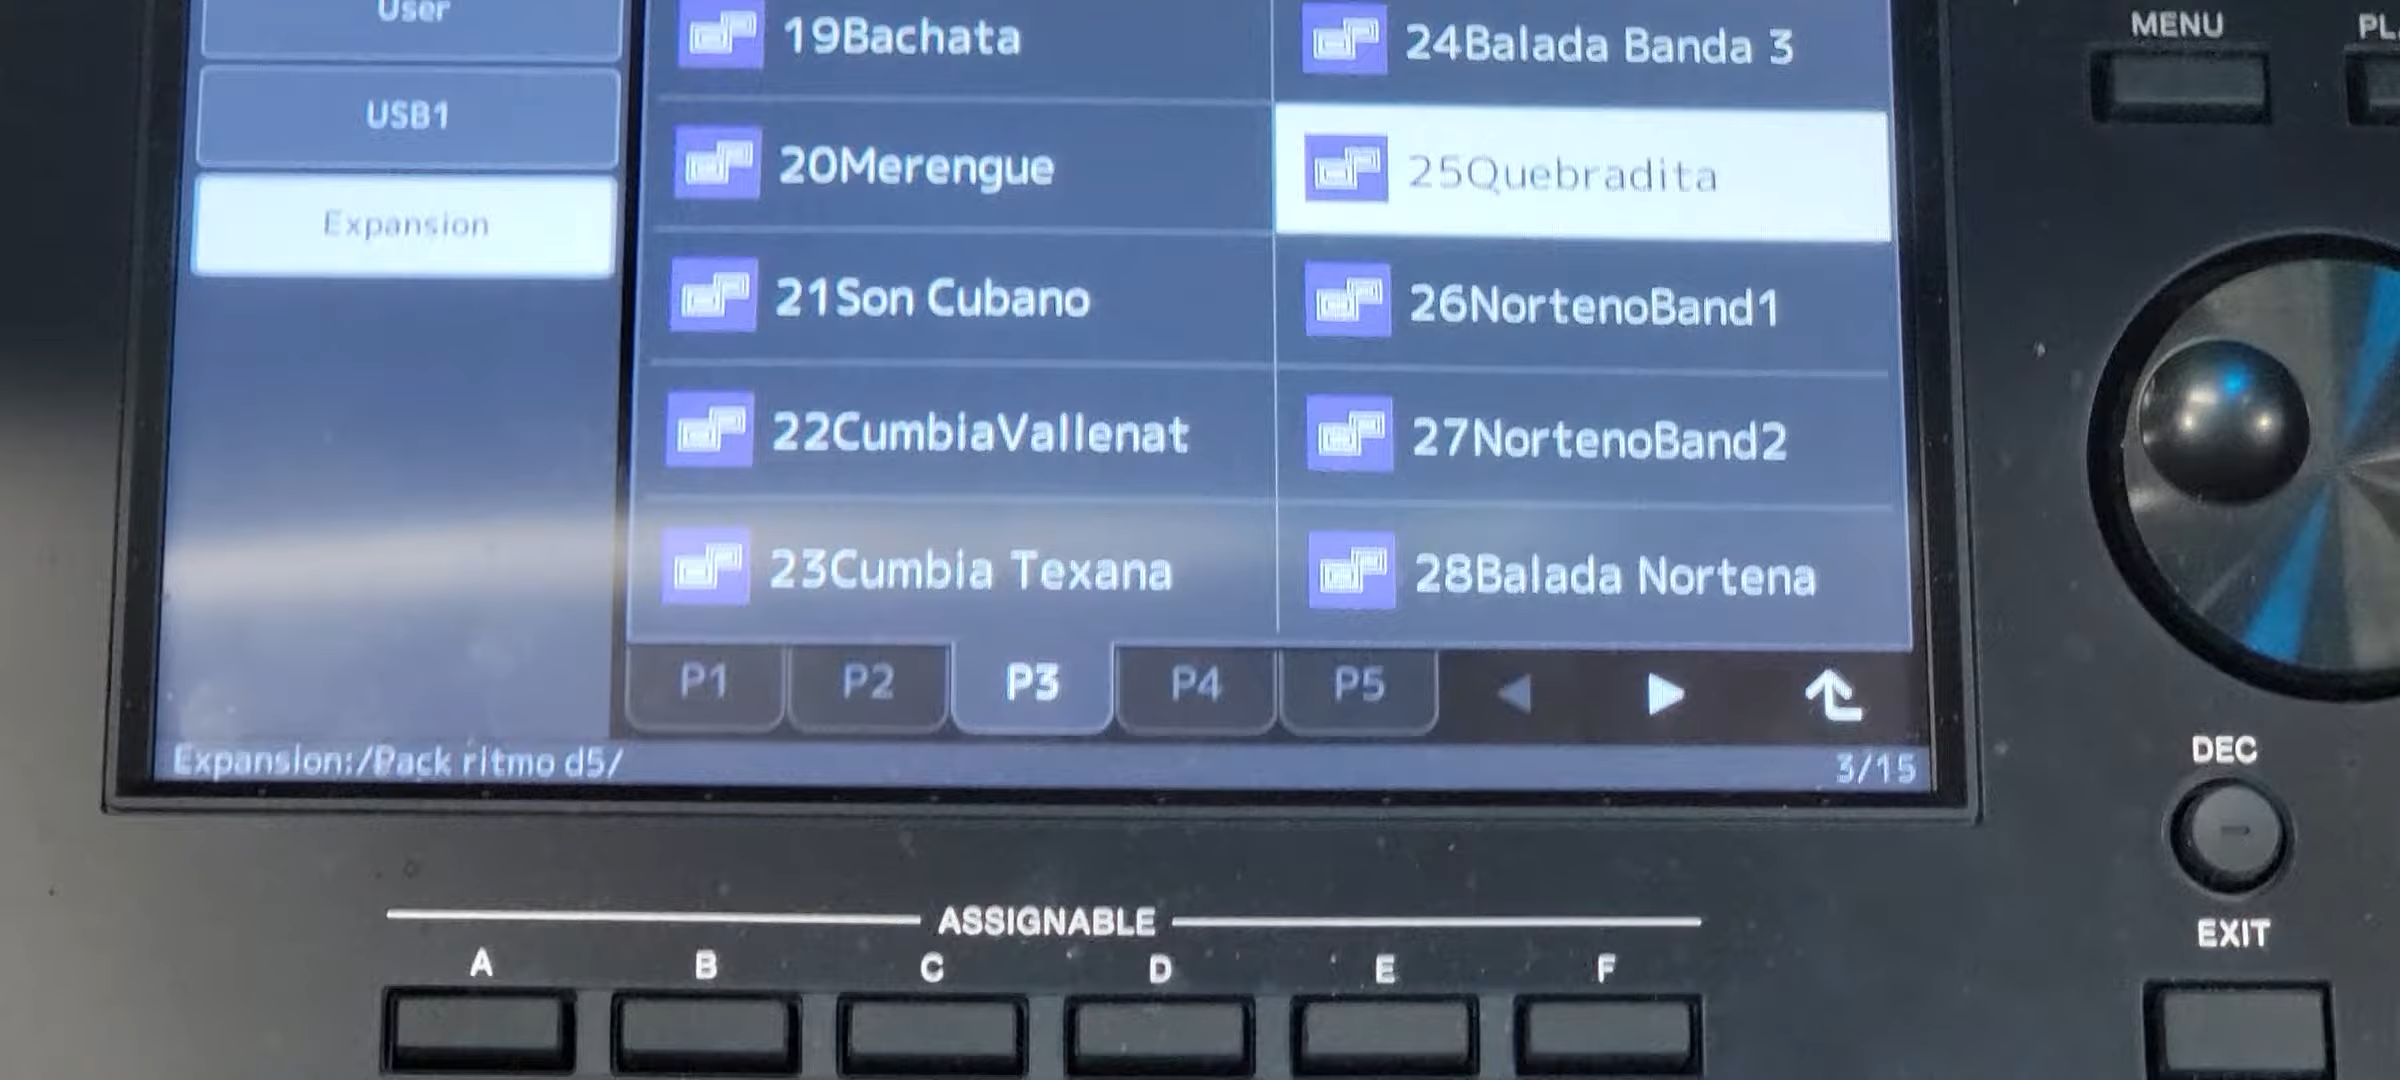 User
USB1
Expansion
19Bachata
20Merengue
21Son Cubano
22CumbiaVallenat
23Cumbia Texana
24Balada Banda 3
25Quebradita
26NortenoBand1
27NortenoBand2
28Balada Nortena
P1 P2 P3 P4 P5
Expansion:/Pack ritmo d5/ 3/15
MENU
DEC
EXIT
ASSIGNABLE
A B C D E F